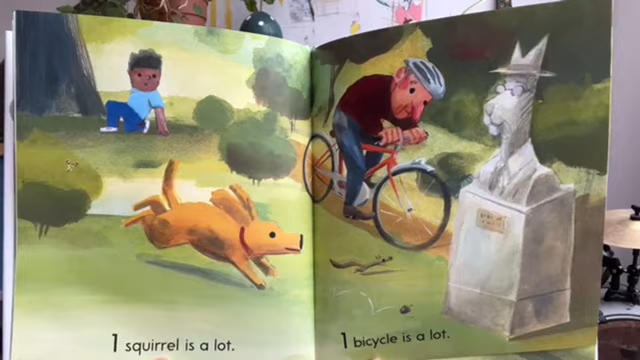 1 squirrel is a lot.
1 bicycle is a lot.